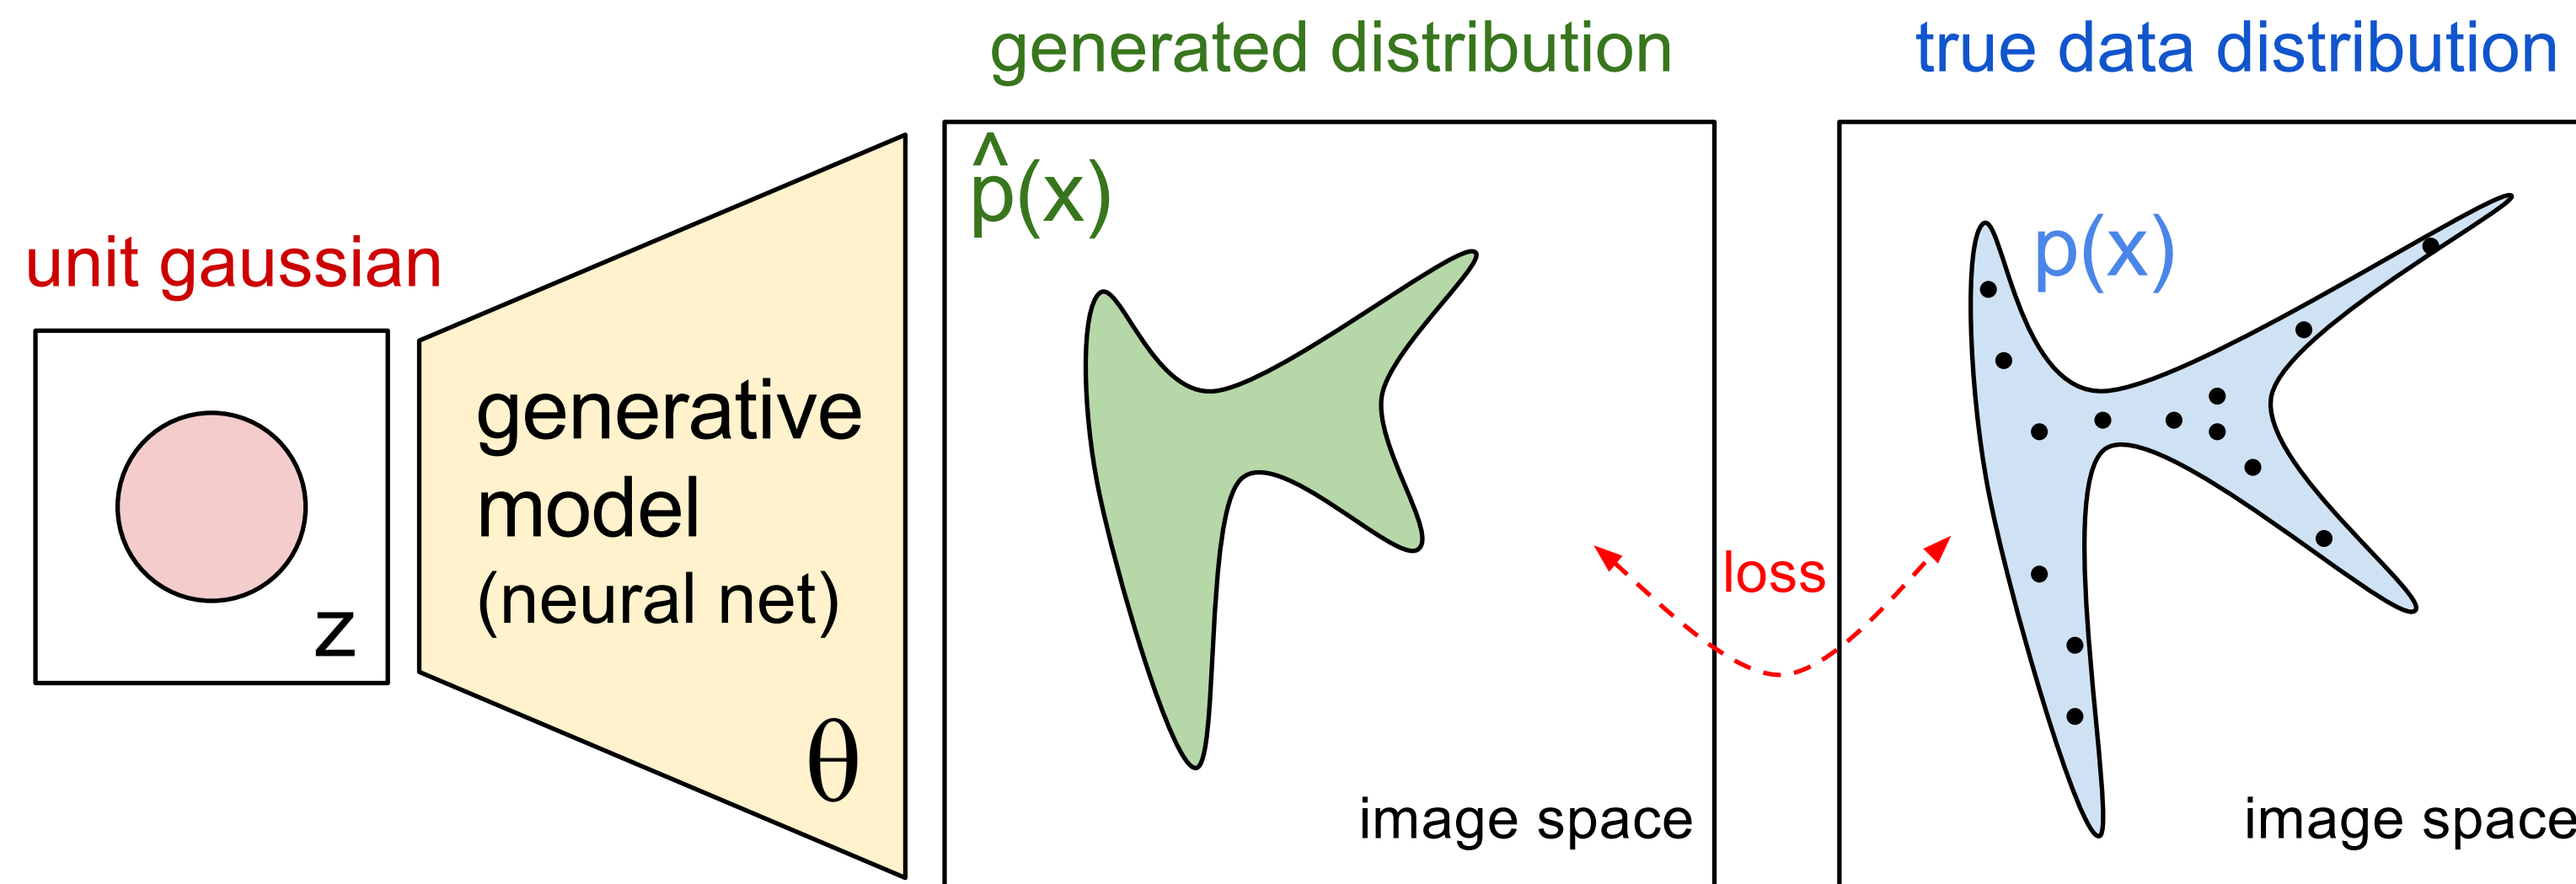 generated distribution
true data distribution
unit gaussian
z
generative
model
(neural net)
θ
p̂(x)
image space
loss
p(x)
image space